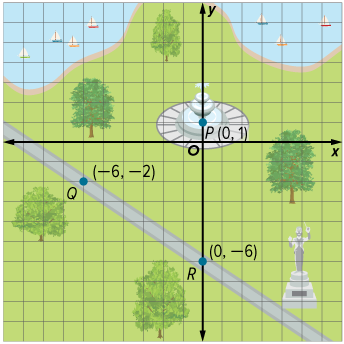 y
P (0, 1)
O
x
(−6, −2)
Q
(0, −6)
R